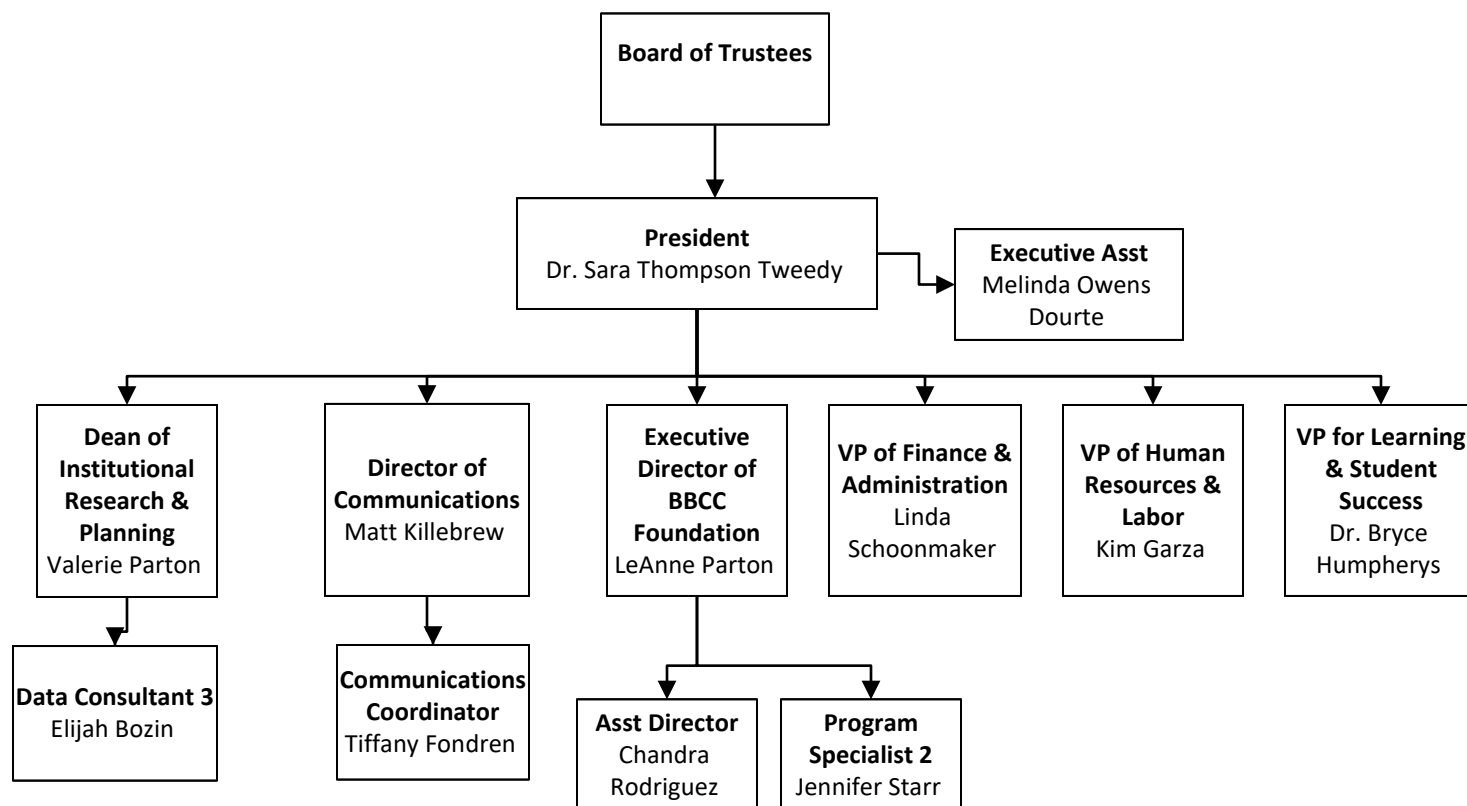 Board of Trustees
President
Dr. Sara Thompson Tweedy
Executive Asst
Melinda Owens
Dourte
Dean of
Institutional
Research &
Planning
Valerie Parton
Director of
Communications
Matt Killebrew
Executive
Director of
BBCC
Foundation
LeAnne Parton
VP of Finance &
Administration
Linda
Schoonmaker
VP of Human
Resources &
Labor
Kim Garza
VP for Learning
& Student
Success
Dr. Bryce
Humpherys
Data Consultant 3
Elijah Bozin
Communications
Coordinator
Tiffany Fondren
Asst Director
Chandra
Rodriguez
Program
Specialist 2
Jennifer Starr